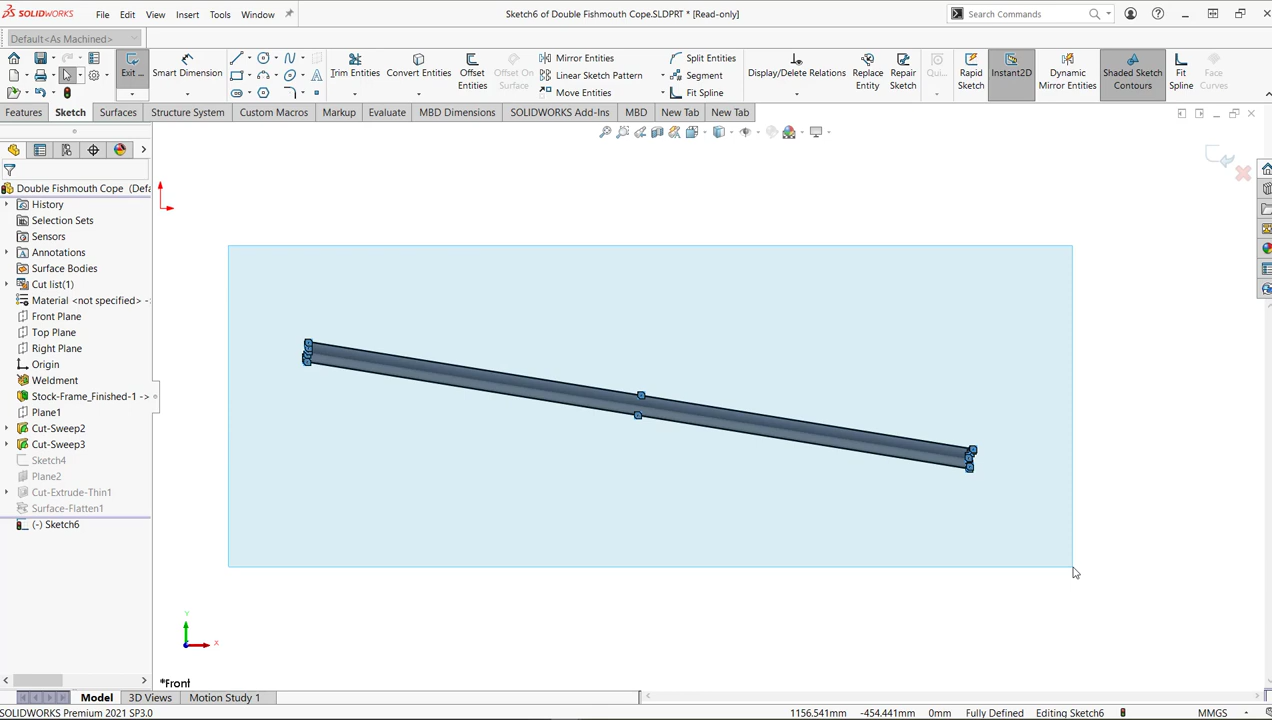 SOLIDWORKS File Edit View Insert Tools Window Sketch6 of Double Fishmouth Cope.SLDPRT * [Read-only] Search Commands
Default<As Machined>
Exit ... Smart Dimension Trim Entities Convert Entities Offset Entities Offset On Surface Mirror Entities Linear Sketch Pattern Move Entities Split Entities Segment Fit Spline Display/Delete Relations Replace Entity Repair Sketch Qui... Rapid Sketch Instant2D Dynamic Mirror Entities Shaded Sketch Contours Fit Spline Face Curves
Features Sketch Surfaces Structure System Custom Macros Markup Evaluate MBD Dimensions SOLIDWORKS Add-Ins MBD New Tab New Tab
Double Fishmouth Cope (Defa
History
Selection Sets
Sensors
Annotations
Surface Bodies
Cut list(1)
Material <not specified> ->
Front Plane
Top Plane
Right Plane
Origin
Weldment
Stock-Frame_Finished-1 ->
Plane1
Cut-Sweep2
Cut-Sweep3
Sketch4
Plane2
Cut-Extrude-Thin1
Surface-Flatten1
(-) Sketch6
Y
X
*Front
Model 3D Views Motion Study 1
SOLIDWORKS Premium 2021 SP3.0 1156.541mm -454.441mm 0mm Fully Defined Editing Sketch6 MMGS